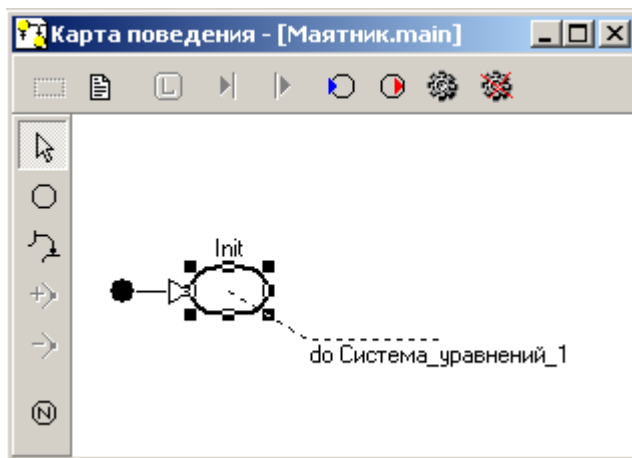 Карта поведения - [Маятник.main]
L
Init
do Система_уравнений_1
N